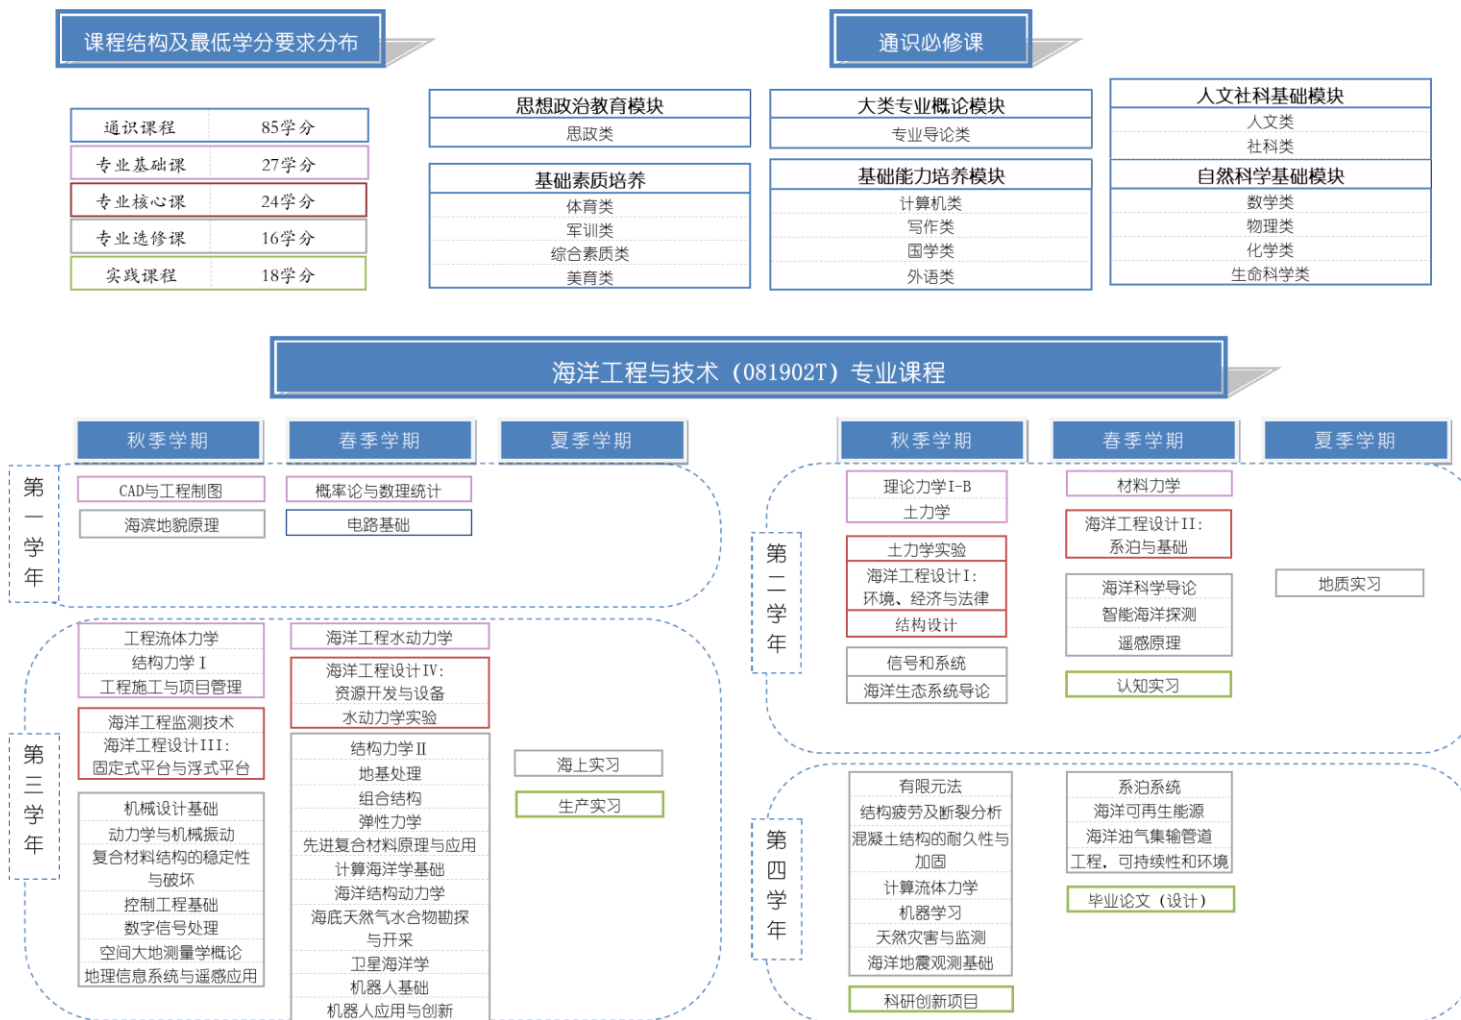 课程结构及最低学分要求分布
通识课程 85学分
专业基础课 27学分
专业核心课 24学分
专业选修课 16学分
实践课程 18学分
通识必修课
思想政治教育模块
思政类
基础素质培养
体育类
军训类
综合素质类
美育类
大类专业概论模块
专业导论类
基础能力培养模块
计算机类
写作类
国学类
外语类
人文社科基础模块
人文类
社科类
自然科学基础模块
数学类
物理类
化学类
生命科学类
海洋工程与技术（081902T）专业课程
秋季学期
春季学期
夏季学期
第一学年
CAD与工程制图
海滨地貌原理
概率论与数理统计
电路基础
秋季学期
春季学期
夏季学期
第二学年
理论力学I-B
土力学
土力学实验
海洋工程设计I:
环境、经济与法律
结构设计
信号和系统
海洋生态系统导论
材料力学
海洋工程设计II:
系泊与基础
海洋科学导论
智能海洋探测
遥感原理
认知实习
地质实习
第三学年
工程流体力学
结构力学 I
工程施工与项目管理
海洋工程监测技术
海洋工程设计III:
固定式平台与浮式平台
机械设计基础
动力学与机械振动
复合材料结构的稳定性
与破坏
控制工程基础
数字信号处理
空间大地测量学概论
地理信息系统与遥感应用
海洋工程水动力学
海洋工程设计IV:
资源开发与设备
水动力学实验
结构力学Ⅱ
地基处理
组合结构
弹性力学
先进复合材料原理与应用
计算海洋学基础
海洋结构动力学
海底天然气水合物勘探
与开采
卫星海洋学
机器人基础
机器人应用与创新
海上实习
生产实习
第四学年
有限元法
结构疲劳及断裂分析
混凝土结构的耐久性与
加固
计算流体力学
机器学习
天然灾害与监测
海洋地震观测基础
科研创新项目
系泊系统
海洋可再生能源
海洋油气集输管道
工程，可持续性和环境
毕业论文（设计）